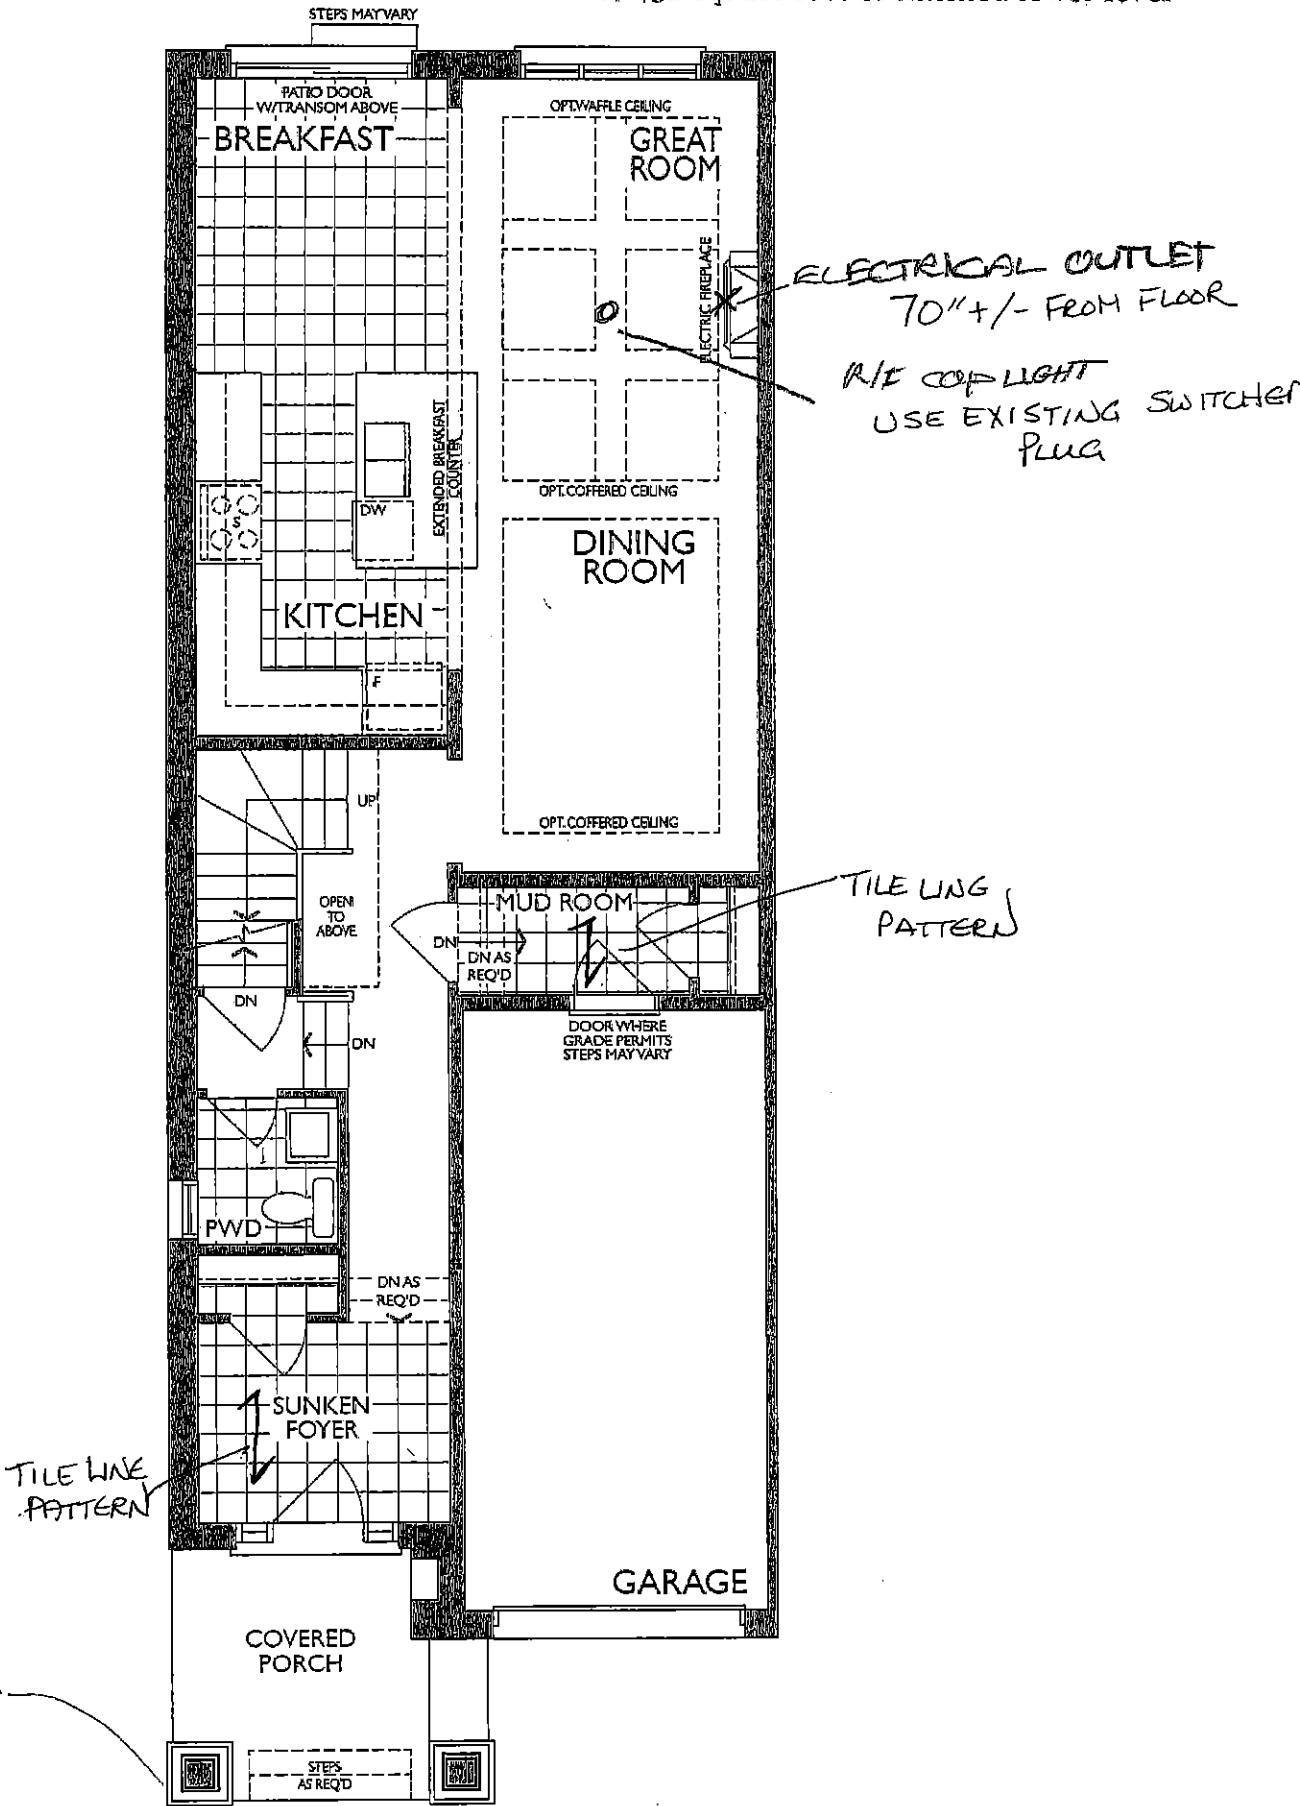 STEPS MAY VARY
PATIO DOOR
W/TRANSOM ABOVE
BREAKFAST
OPT. WAFFLE CEILING
GREAT
ROOM
ELECTRIC FIREPLACE
ELECTRICAL OUTLET
70"+/- FROM FLOOR
LIGHT
USE EXISTING SWITCHED
PLUG
EXTENDED BREAKFAST
COUNTER
DW
S
OPT. COFFERED CEILING
DINING
ROOM
KITCHEN
F
UP
OPT. COFFERED CEILING
OPEN
TO
ABOVE
MUD ROOM
TILE LINE
PATTERN
DN
DN AS
REQ'D
DN
DN
DOOR WHERE
GRADE PERMITS
STEPS MAY VARY
PWD
DN AS
REQ'D
SUNKEN
FOYER
TILE LINE
PATTERN
GARAGE
COVERED
PORCH
STEPS
AS REQ'D